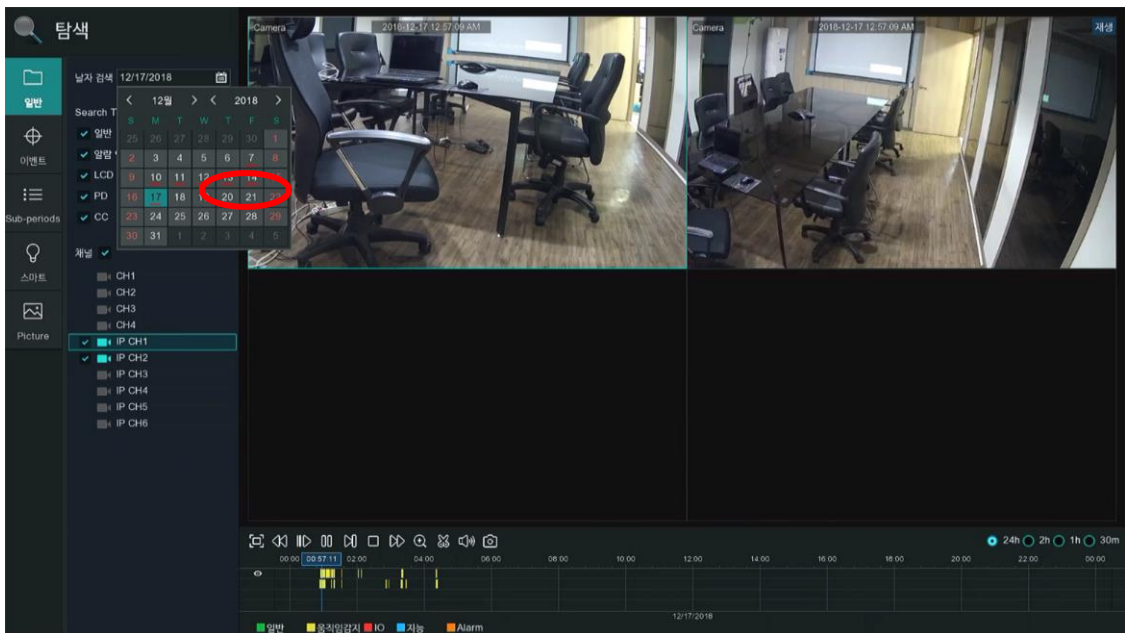 탐색
일반
이벤트
Sub-periods
스마트
Picture
날자 검색 12/17/2018
12월 2018
Search T
S M T W T F S
일반
25 26 27 28 29 30 1
알람
2 3 4 5 6 7 8
LCD
9 10 11 12 13 14
PD
16 17 18 20 21 22
CC
23 24 25 26 27 28 29
30 31 1 2 3 4 5
채널
CH1
CH2
CH3
CH4
IP CH1
IP CH2
IP CH3
IP CH4
IP CH5
IP CH6
Camera 2018-12-17 12:57:09 AM
Camera 2018-12-17 12:57:09 AM 재생
24h 2h 1h 30m
00:00 00:57:11 02:00 04:00 06:00 08:00 10:00 12:00 14:00 16:00 18:00 20:00 22:00 00:00
12/17/2018
일반 움직임감지 IO 지능 Alarm